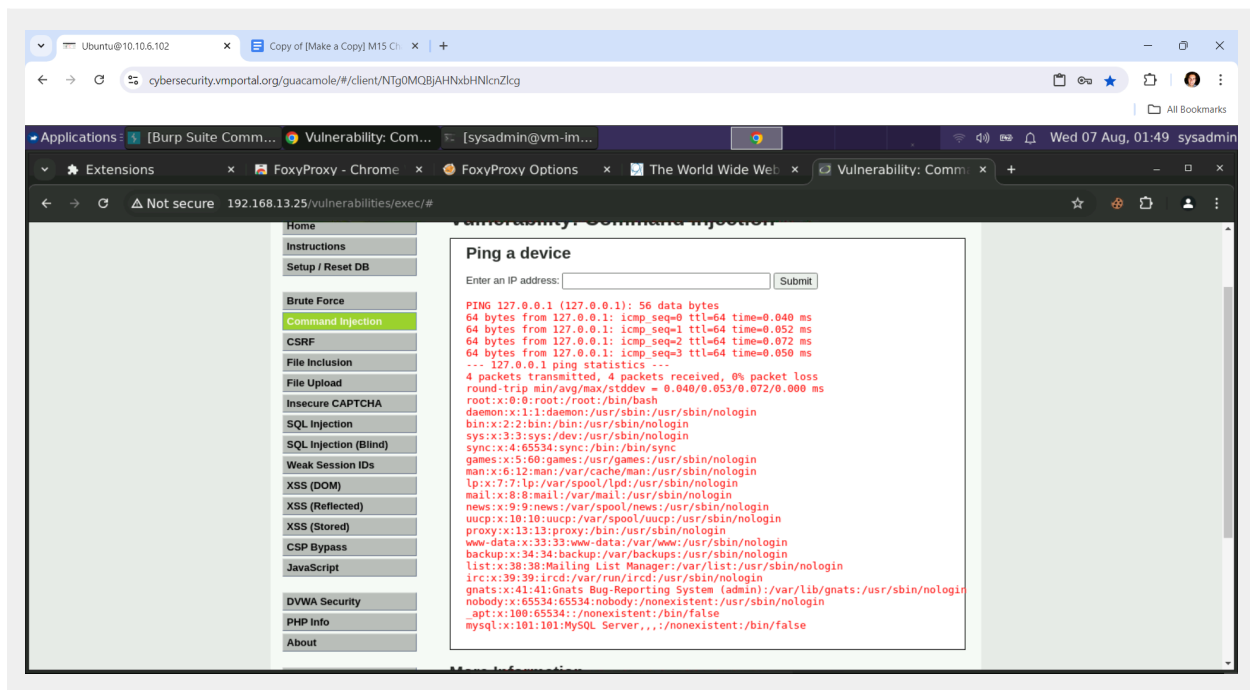 Ubuntu@10.10.6.102
Copy of [Make a Copy] M15 Ch
cybersecurity.vmportal.org/guacamole/#/client/NTg0MQBjAHNxbHNlcnZlcg
All Bookmarks
Applications
[Burp Suite Comm...
Vulnerability: Com...
[sysadmin@vm-im...
Wed 07 Aug, 01:49 sysadmin
Extensions
FoxyProxy - Chrome
FoxyProxy Options
The World Wide Web
Vulnerability: Comma
Not secure 192.168.13.25/vulnerabilities/exec/#
Home
Instructions
Setup / Reset DB
Brute Force
Command Injection
CSRF
File Inclusion
File Upload
Insecure CAPTCHA
SQL Injection
SQL Injection (Blind)
Weak Session IDs
XSS (DOM)
XSS (Reflected)
XSS (Stored)
CSP Bypass
JavaScript
DVWA Security
PHP Info
About
Vulnerability: Command Injection
Ping a device
Enter an IP address:
Submit
PING 127.0.0.1 (127.0.0.1): 56 data bytes
64 bytes from 127.0.0.1: icmp_seq=0 ttl=64 time=0.040 ms
64 bytes from 127.0.0.1: icmp_seq=1 ttl=64 time=0.052 ms
64 bytes from 127.0.0.1: icmp_seq=2 ttl=64 time=0.072 ms
64 bytes from 127.0.0.1: icmp_seq=3 ttl=64 time=0.050 ms
--- 127.0.0.1 ping statistics ---
4 packets transmitted, 4 packets received, 0% packet loss
round-trip min/avg/max/stddev = 0.040/0.053/0.072/0.000 ms
root:x:0:0:root:/root:/bin/bash
daemon:x:1:1:daemon:/usr/sbin:/usr/sbin/nologin
bin:x:2:2:bin:/bin:/usr/sbin/nologin
sys:x:3:3:sys:/dev:/usr/sbin/nologin
sync:x:4:65534:sync:/bin:/bin/sync
games:x:5:60:games:/usr/games:/usr/sbin/nologin
man:x:6:12:man:/var/cache/man:/usr/sbin/nologin
lp:x:7:7:lp:/var/spool/lpd:/usr/sbin/nologin
mail:x:8:8:mail:/var/mail:/usr/sbin/nologin
news:x:9:9:news:/var/spool/news:/usr/sbin/nologin
uucp:x:10:10:uucp:/var/spool/uucp:/usr/sbin/nologin
proxy:x:13:13:proxy:/bin:/usr/sbin/nologin
www-data:x:33:33:www-data:/var/www:/usr/sbin/nologin
backup:x:34:34:backup:/var/backups:/usr/sbin/nologin
list:x:38:38:Mailing List Manager:/var/list:/usr/sbin/nologin
irc:x:39:39:ircd:/var/run/ircd:/usr/sbin/nologin
gnats:x:41:41:Gnats Bug-Reporting System (admin):/var/lib/gnats:/usr/sbin/nologin
nobody:x:65534:65534:nobody:/nonexistent:/usr/sbin/nologin
_apt:x:100:65534::/nonexistent:/bin/false
mysql:x:101:101:MySQL Server,,,:/nonexistent:/bin/false
More Information